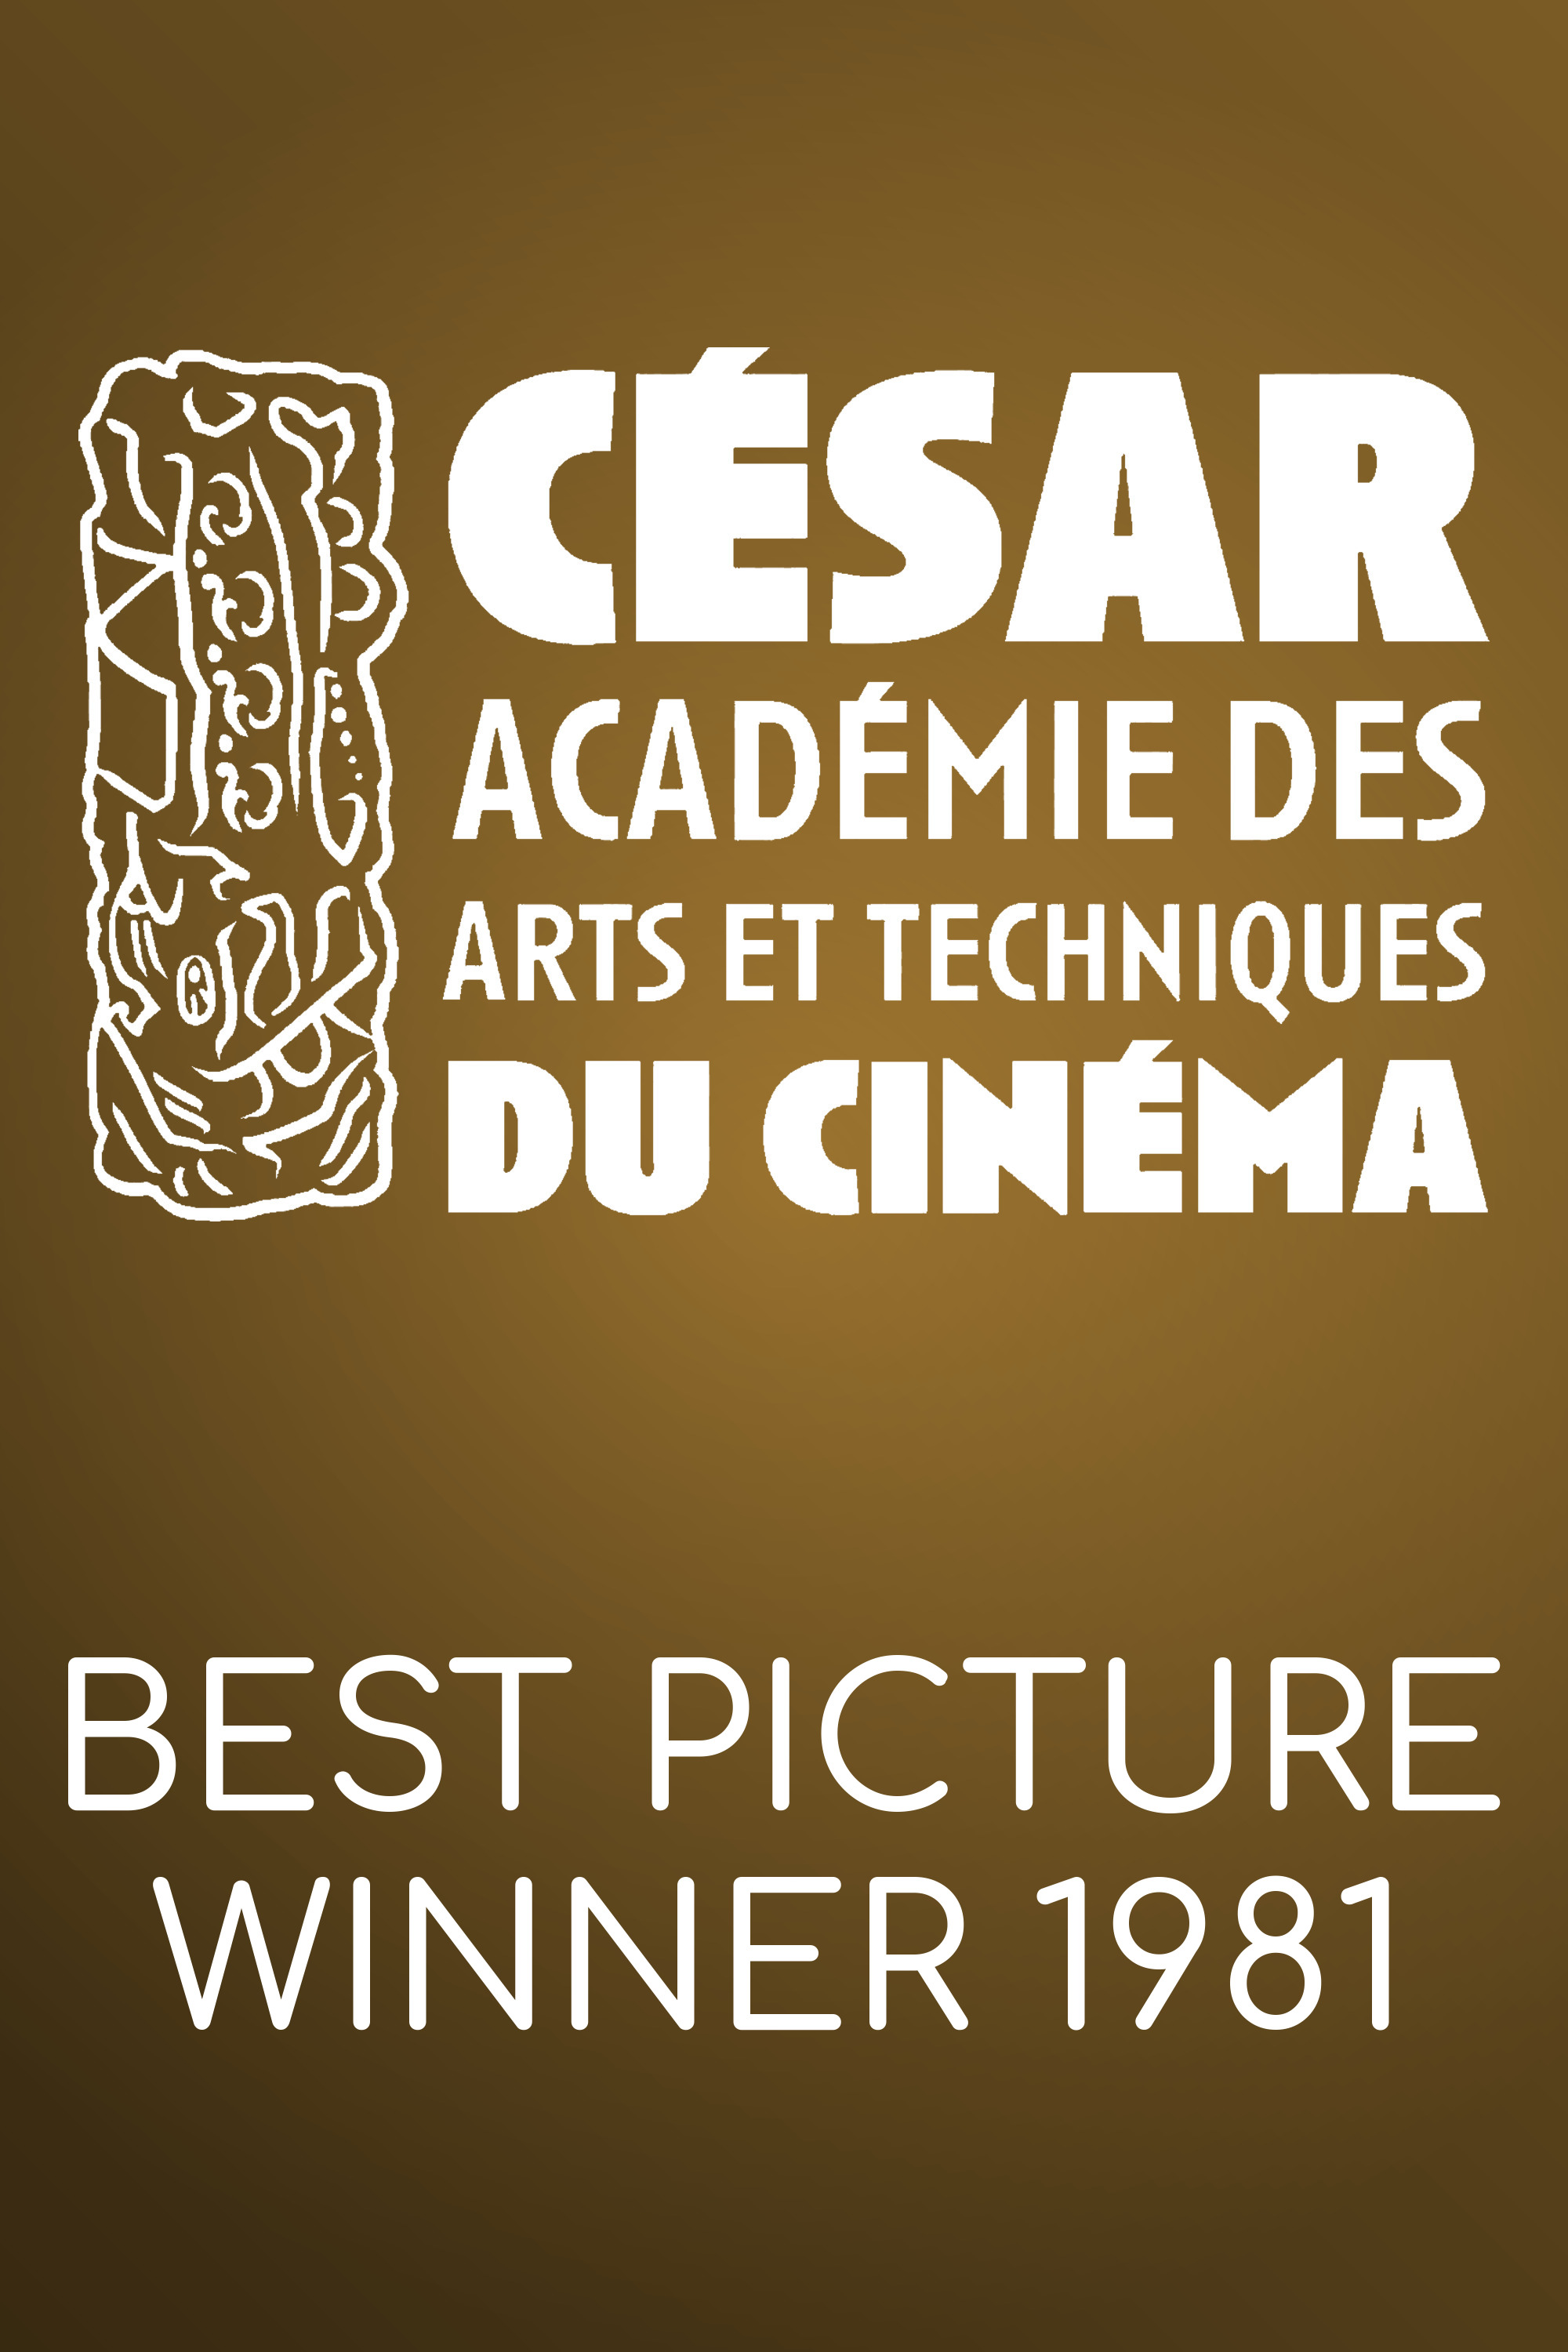 CÉSAR
ACADÉMIE DES
ARTS ET TECHNIQUES
DU CINÉMA
BEST PICTURE
WINNER 1981